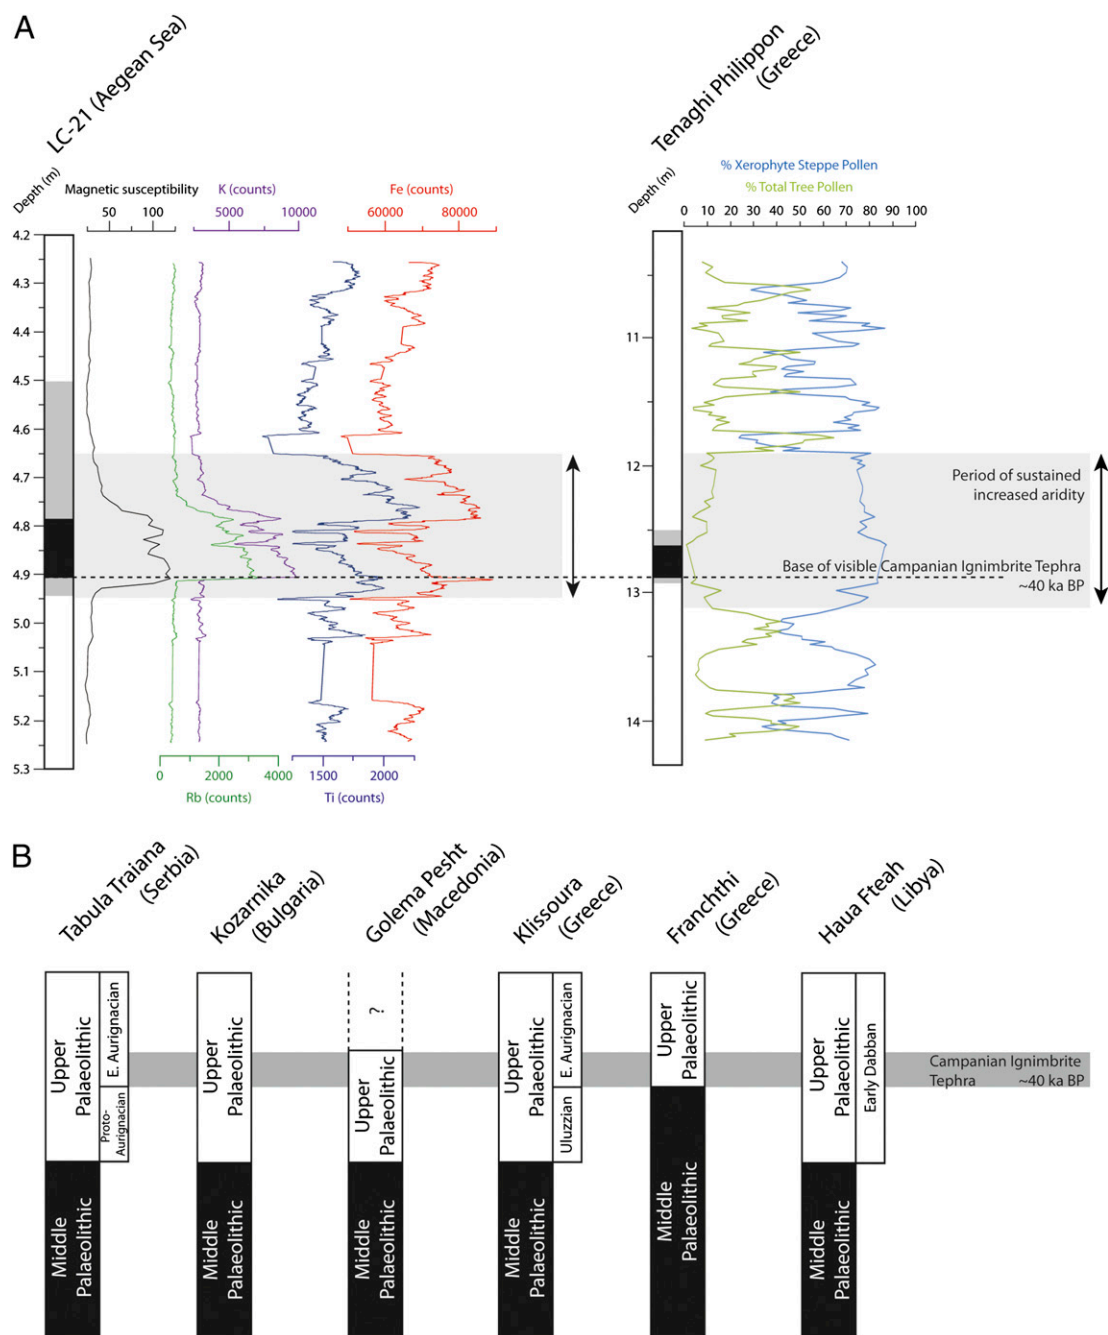 A
LC-21 (Aegean Sea)
Tenaghi Philippon
(Greece)
Depth (m)
Magnetic susceptibility
K (counts)
Fe (counts)
50 100
5000 10000
60000 80000
Depth (m)
% Xerophyte Steppe Pollen
% Total Tree Pollen
0 10 20 30 40 50 60 70 80 90 100
4.2
4.3
4.4
4.5
4.6
4.7
4.8
4.9
5.0
5.1
5.2
5.3
11
12
13
14
Period of sustained
increased aridity
Base of visible Campanian Ignimbrite Tephra
~40 ka BP
0 2000 4000
Rb (counts)
1500 2000
Ti (counts)
B
Tabula Traiana
(Serbia)
Kozarnika
(Bulgaria)
Golema Pesht
(Macedonia)
Klissoura
(Greece)
Franchthi
(Greece)
Haua Fteah
(Libya)
Upper
Palaeolithic
E. Aurignacian
Proto-
Aurignacian
Middle
Palaeolithic
Upper
Palaeolithic
Middle
Palaeolithic
?
Upper
Palaeolithic
Middle
Palaeolithic
Upper
Palaeolithic
E. Aurignacian
Uluzzian
Middle
Palaeolithic
Upper
Palaeolithic
Middle
Palaeolithic
Upper
Palaeolithic
Early Dabban
Middle
Palaeolithic
Campanian Ignimbrite
Tephra ~40 ka BP